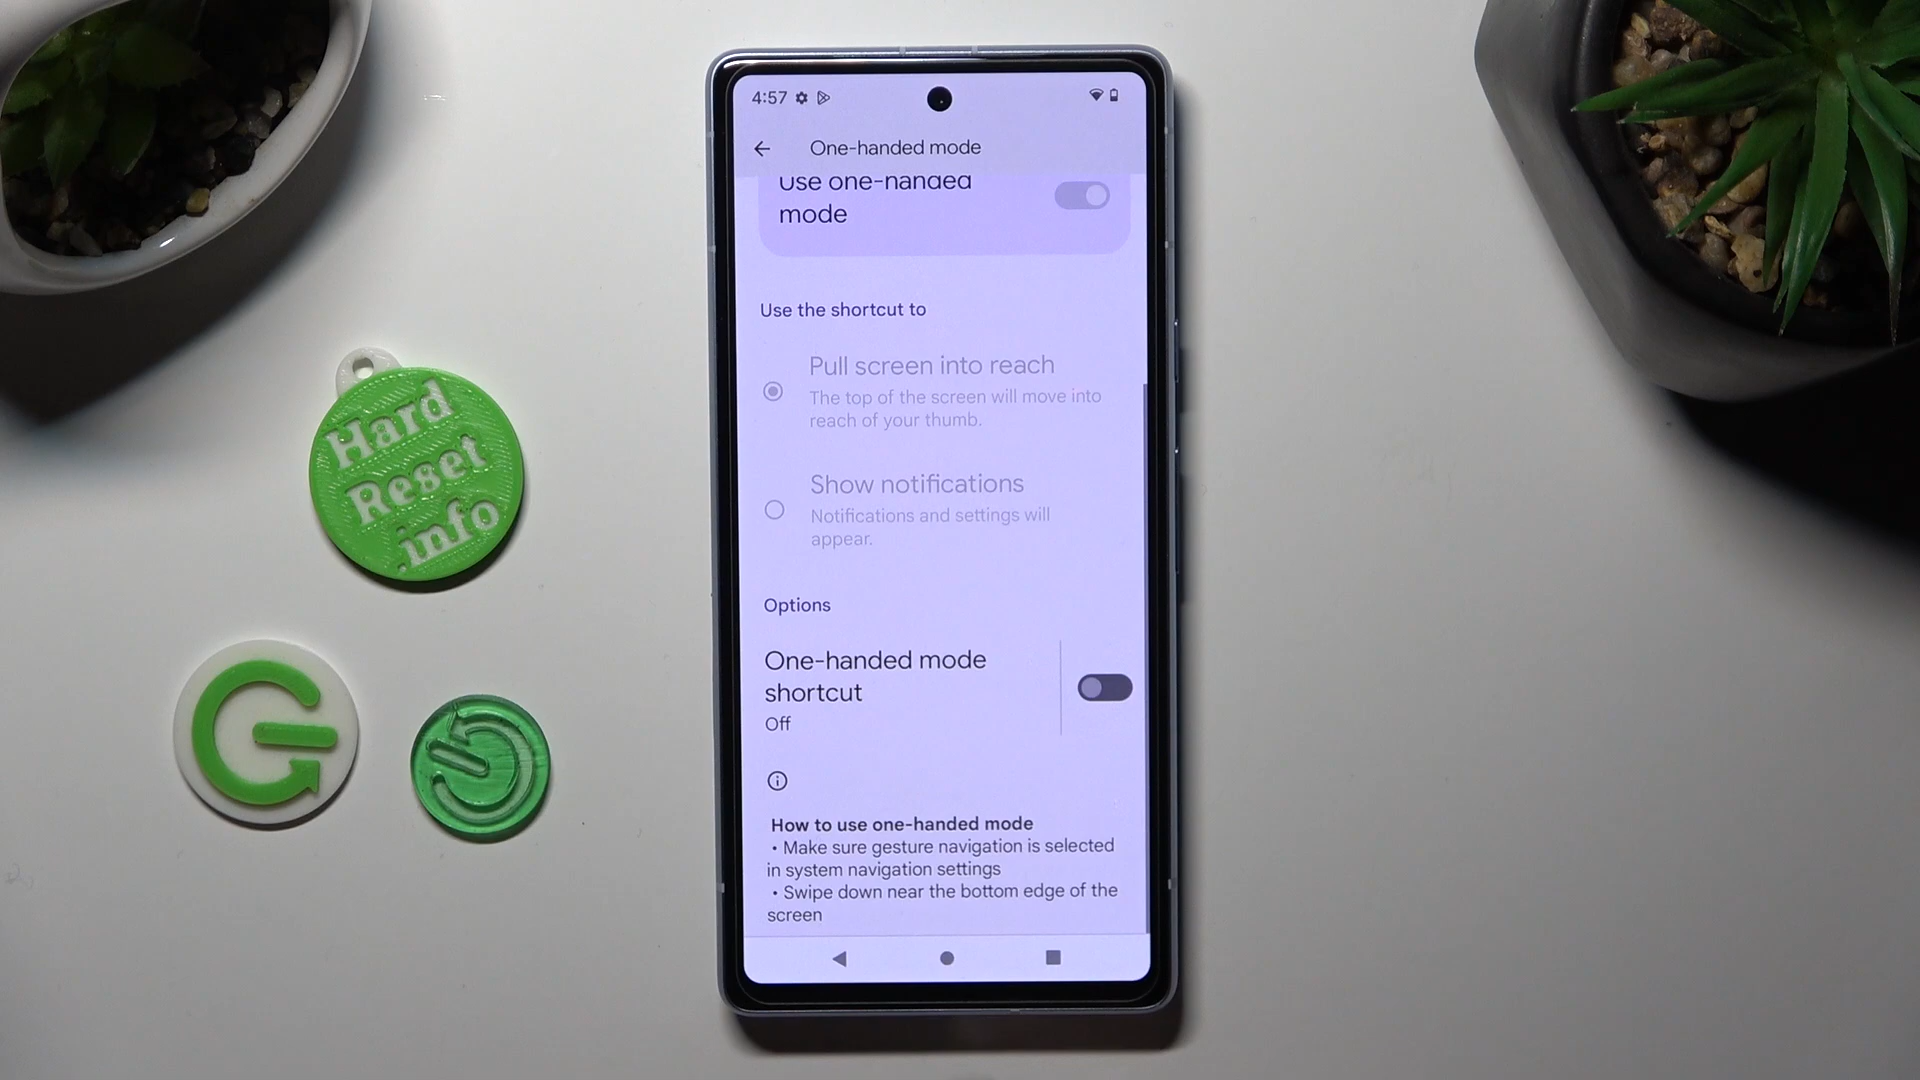 4:57
One-handed mode
Use one-handed
mode
Use the shortcut to
Pull screen into reach
The top of the screen will move into
reach of your thumb.
Show notifications
Notifications and settings will
appear.
Options
One-handed mode
shortcut
Off
How to use one-handed mode
• Make sure gesture navigation is selected
in system navigation settings
• Swipe down near the bottom edge of the
screen
Hard
Reset
.info